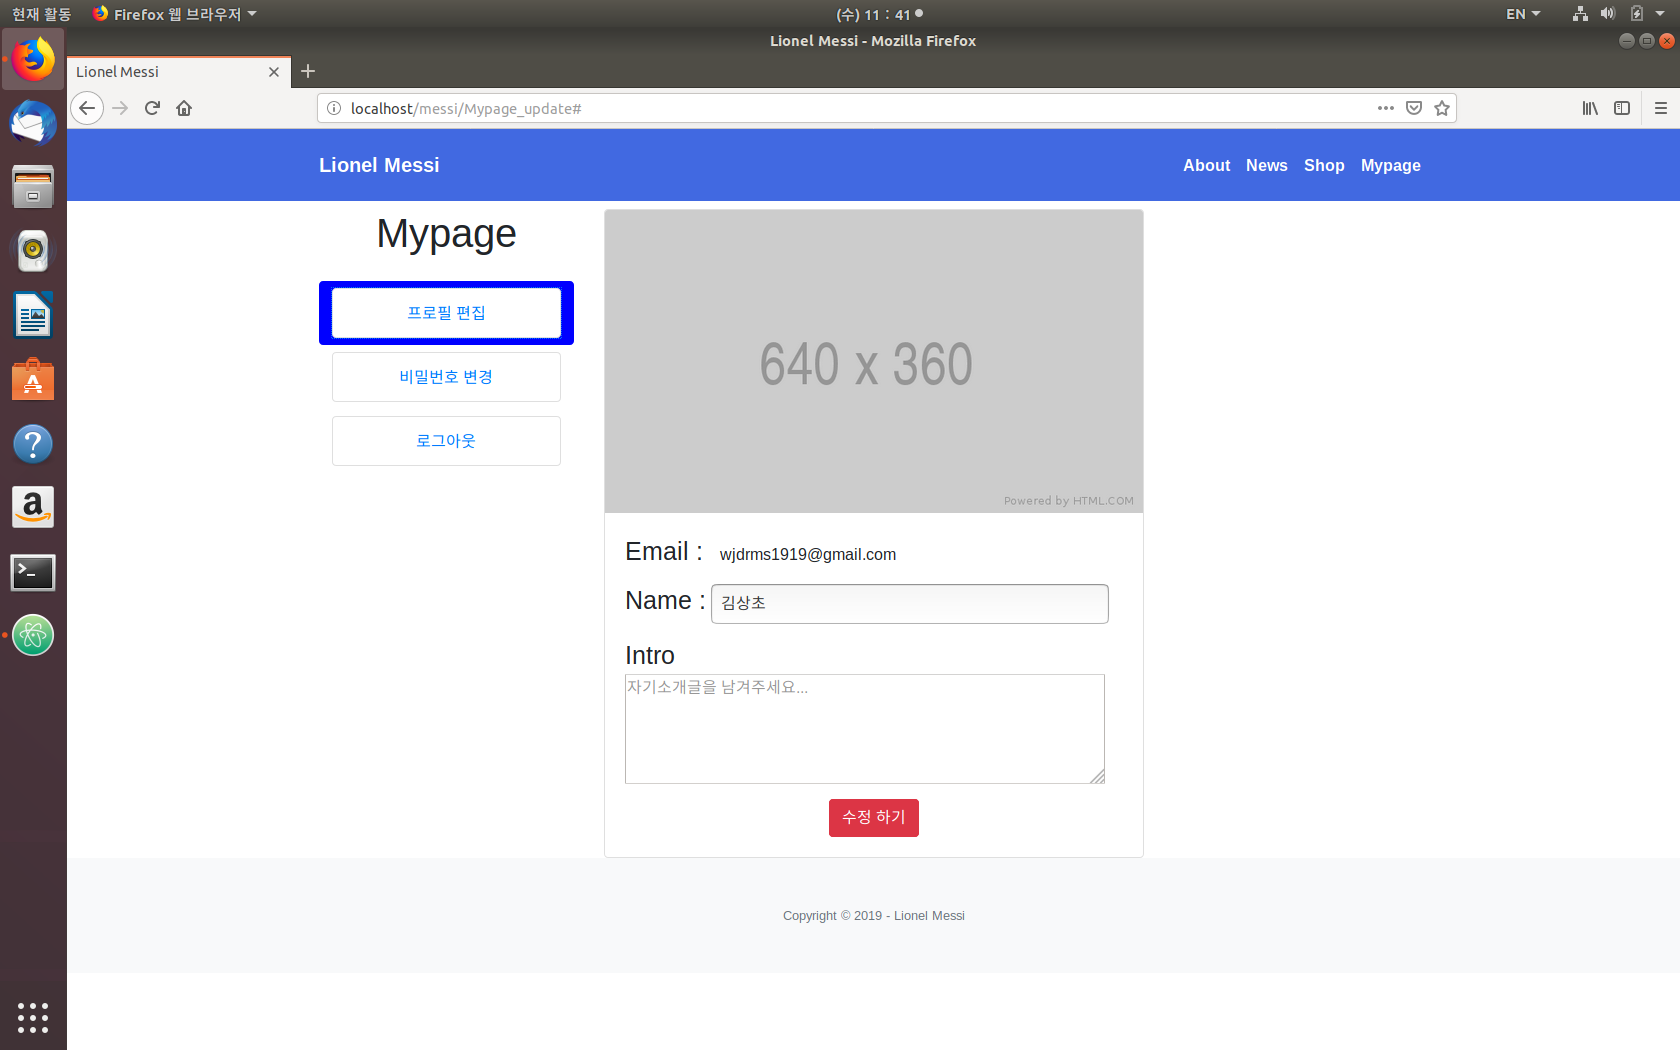 현재 활동
Firefox 웹 브라우저
(수) 11 : 41
EN
Lionel Messi - Mozilla Firefox
Lionel Messi
localhost/messi/Mypage_update#
Lionel Messi
About
News
Shop
Mypage
Mypage
프로필 편집
비밀번호 변경
로그아웃
640 x 360
Powered by HTML.COM
Email : wjdrms1919@gmail.com
Name : 김상초
Intro
자기소개글을 남겨주세요...
수정 하기
Copyright © 2019 - Lionel Messi